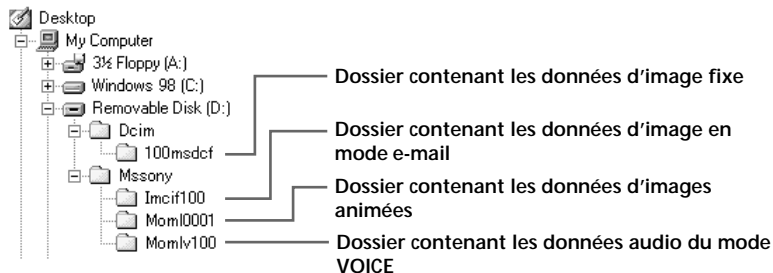 Desktop
My Computer
3½ Floppy (A:)
Windows 98 (C:)
Removable Disk (D:)
Dcim
100msdcf
Mssony
Imcif100
Moml0001
Momlv100
Dossier contenant les données d'image fixe
Dossier contenant les données d'image en
mode e-mail
Dossier contenant les données d'images
animées
Dossier contenant les données audio du mode
VOICE